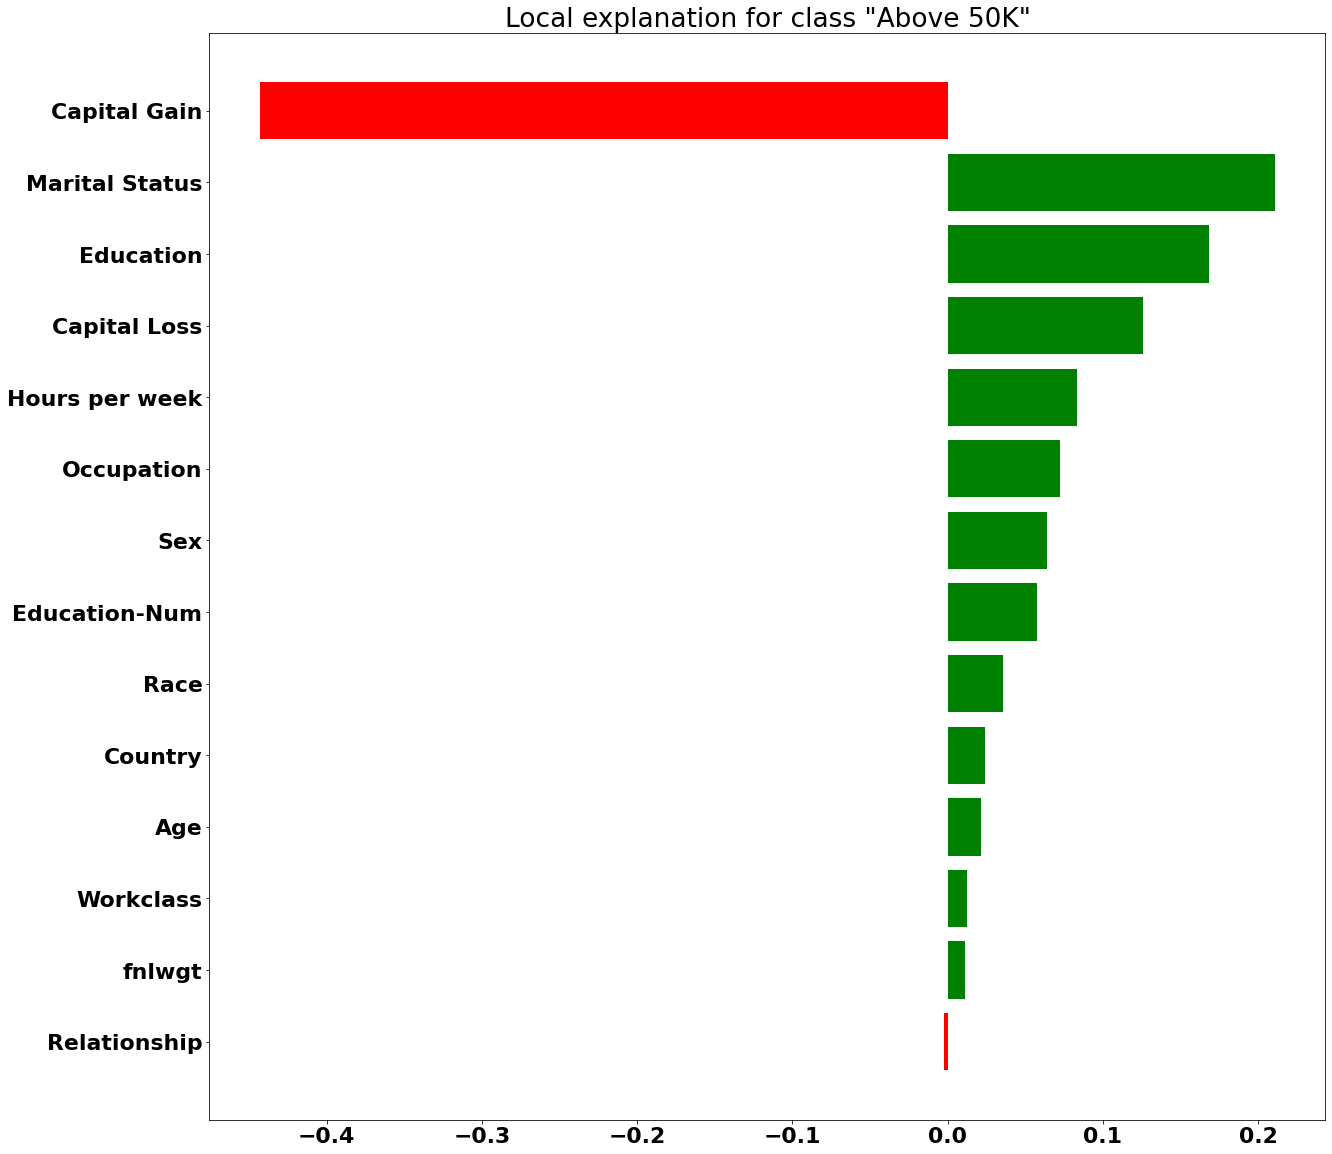 Local explanation for class "Above 50K"
Capital Gain
Marital Status
Education
Capital Loss
Hours per week
Occupation
Sex
Education-Num
Race
Country
Age
Workclass
fnlwgt
Relationship
−0.4 −0.3 −0.2 −0.1 0.0 0.1 0.2